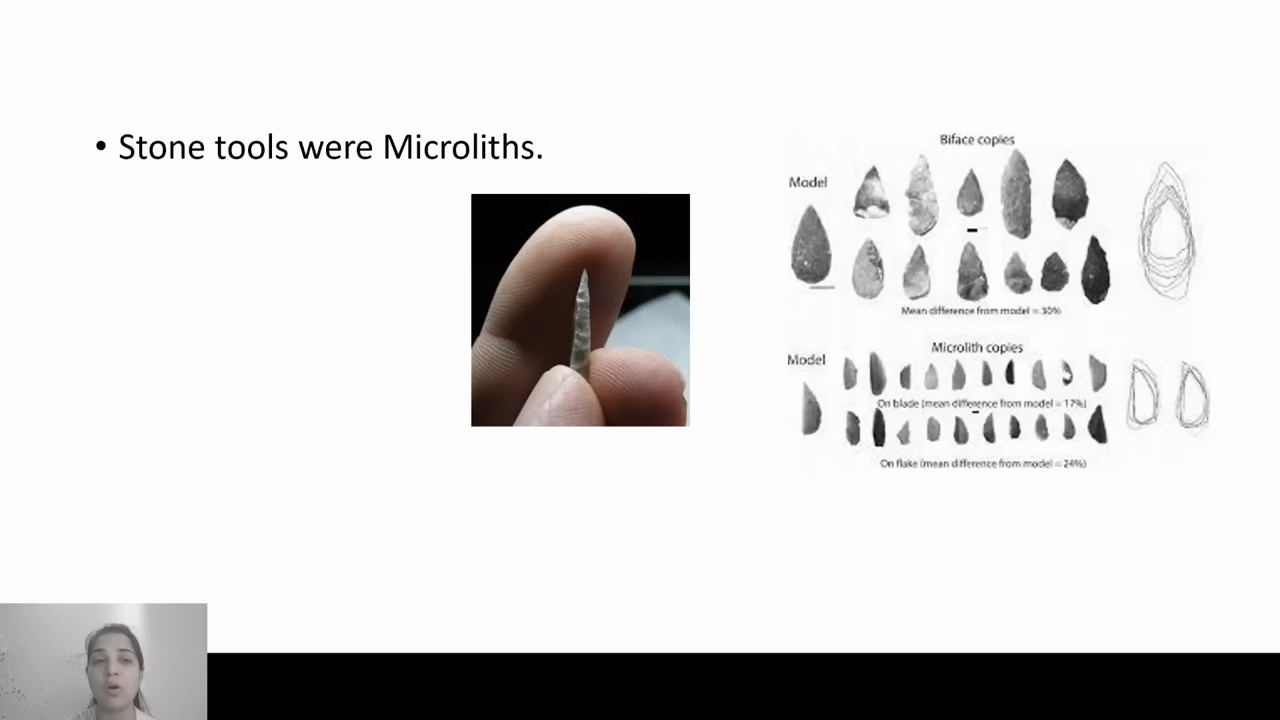 • Stone tools were Microliths.
Biface copies
Model
Mean difference from model = 30%
Microlith copies
Model
On blade (mean difference from model = 17%)
On flake (mean difference from model = 24%)